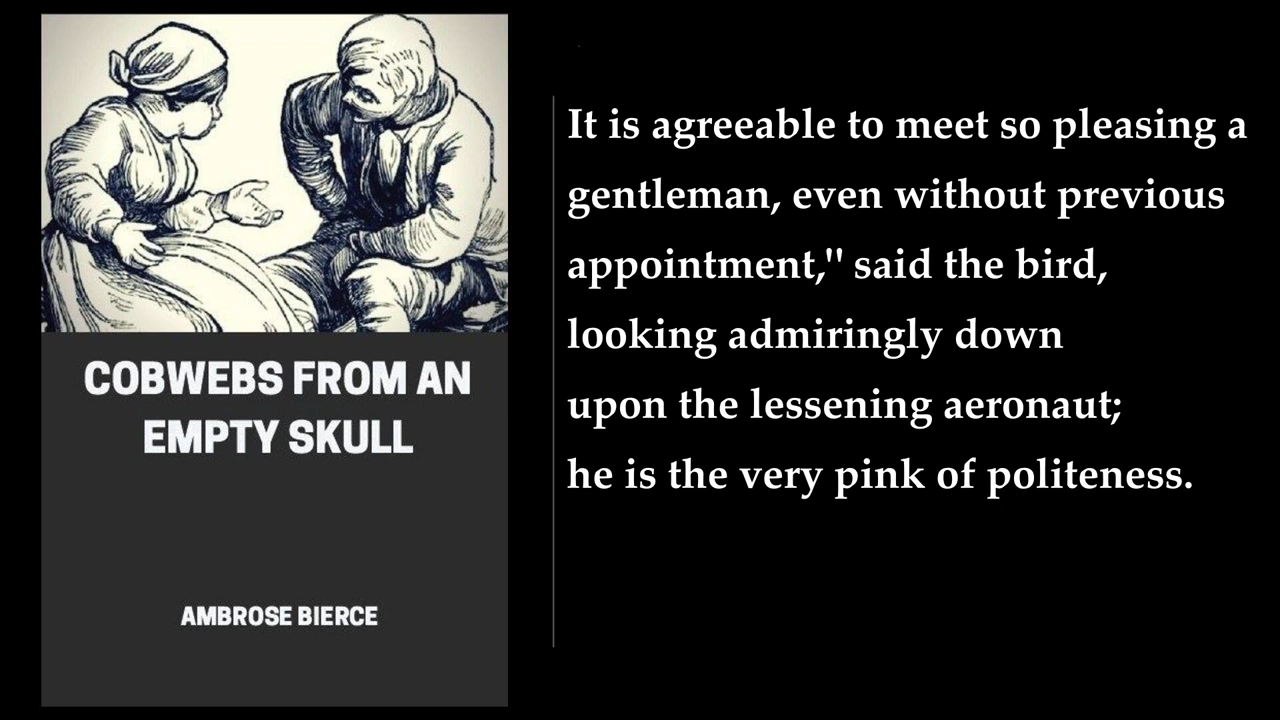 COBWEBS FROM AN
EMPTY SKULL
AMBROSE BIERCE
It is agreeable to meet so pleasing a
gentleman, even without previous
appointment," said the bird,
looking admiringly down
upon the lessening aeronaut;
he is the very pink of politeness.